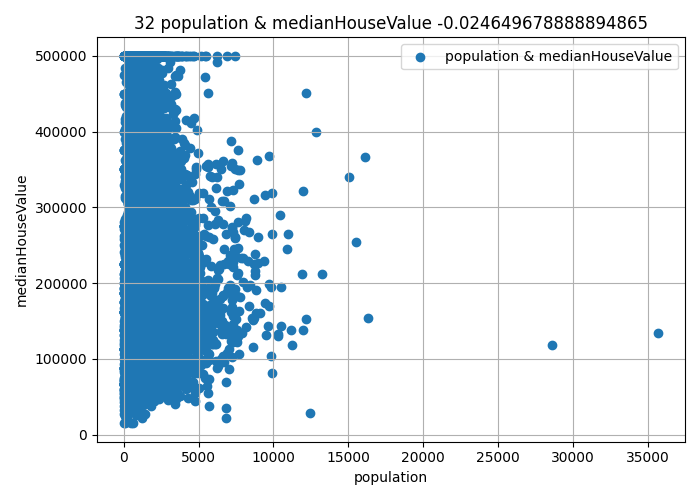 32 population & medianHouseValue -0.024649678888894865
population & medianHouseValue
500000
400000
300000
200000
100000
0
medianHouseValue
0 5000 10000 15000 20000 25000 30000 35000
population